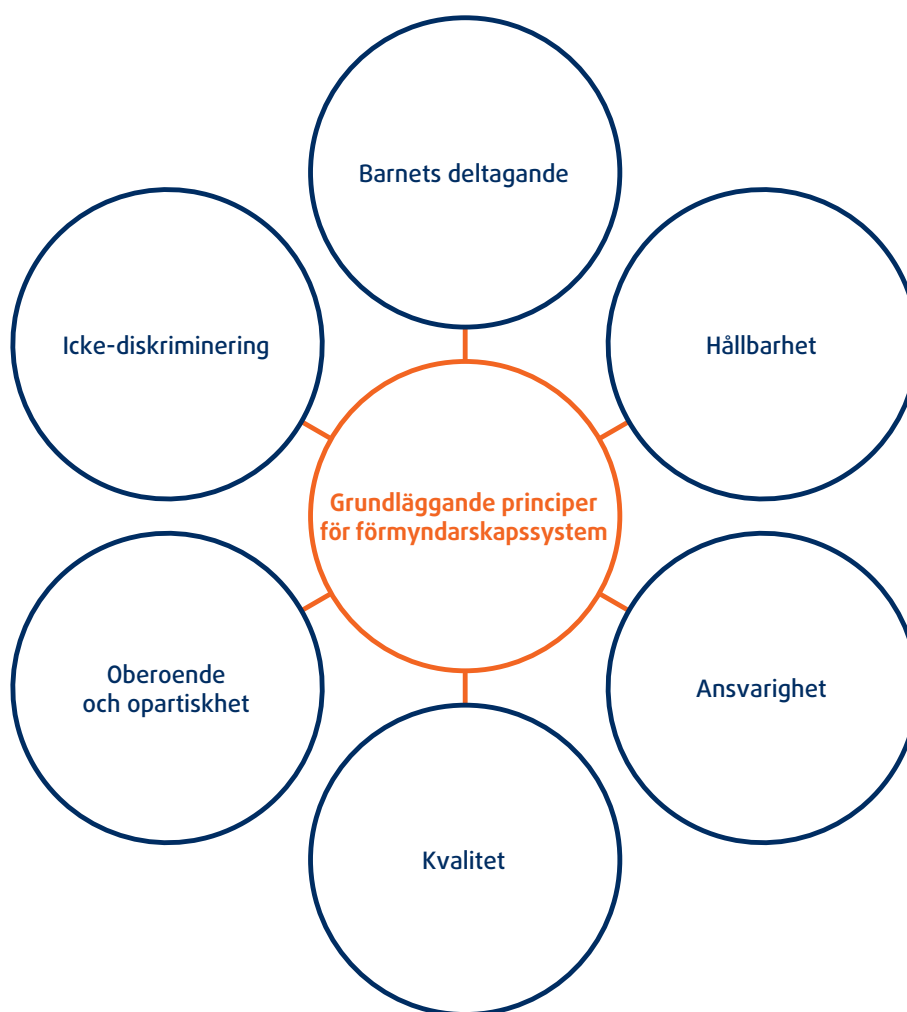 Barnets deltagande
Icke-diskriminering
Hållbarhet
Grundläggande principer
för förmyndarskapssystem
Oberoende
och opartiskhet
Ansvarighet
Kvalitet